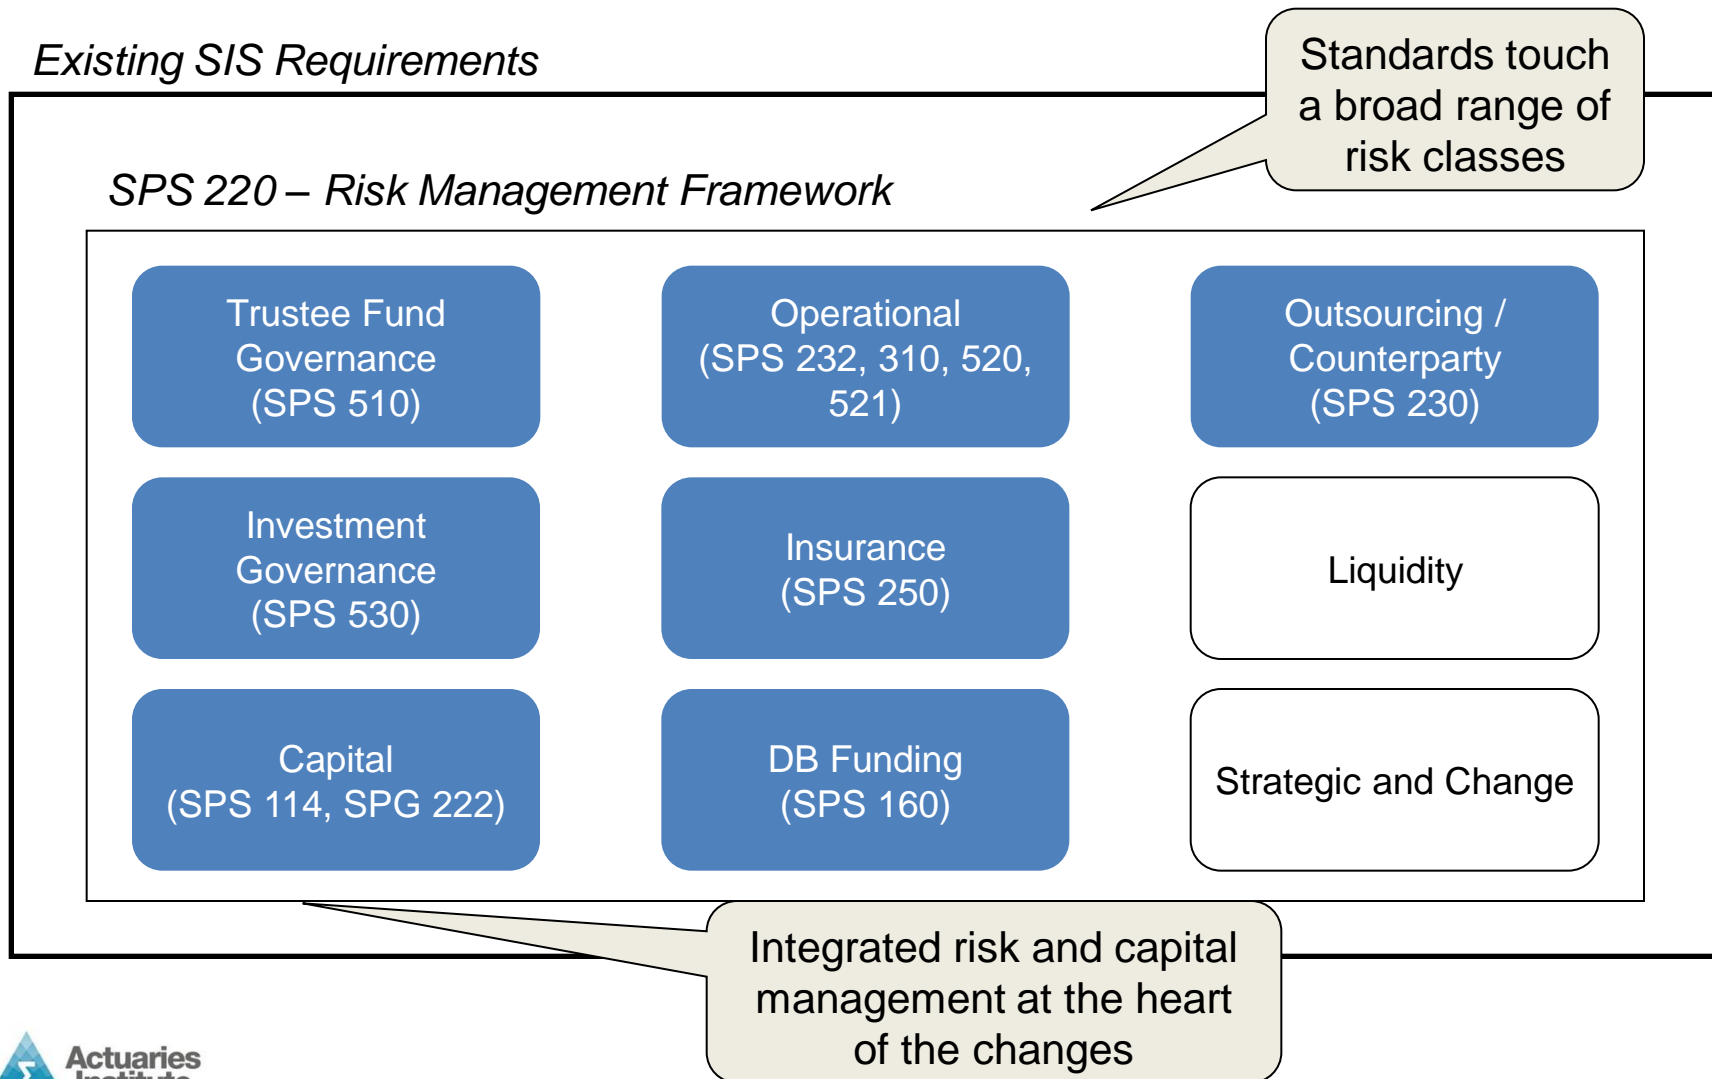 Existing SIS Requirements
Standards touch
a broad range of
risk classes
SPS 220 – Risk Management Framework
Trustee Fund
Governance
(SPS 510)
Operational
(SPS 232, 310, 520,
521)
Outsourcing /
Counterparty
(SPS 230)
Investment
Governance
(SPS 530)
Insurance
(SPS 250)
Liquidity
Capital
(SPS 114, SPG 222)
DB Funding
(SPS 160)
Strategic and Change
Integrated risk and capital
management at the heart
of the changes
Actuaries
Institute